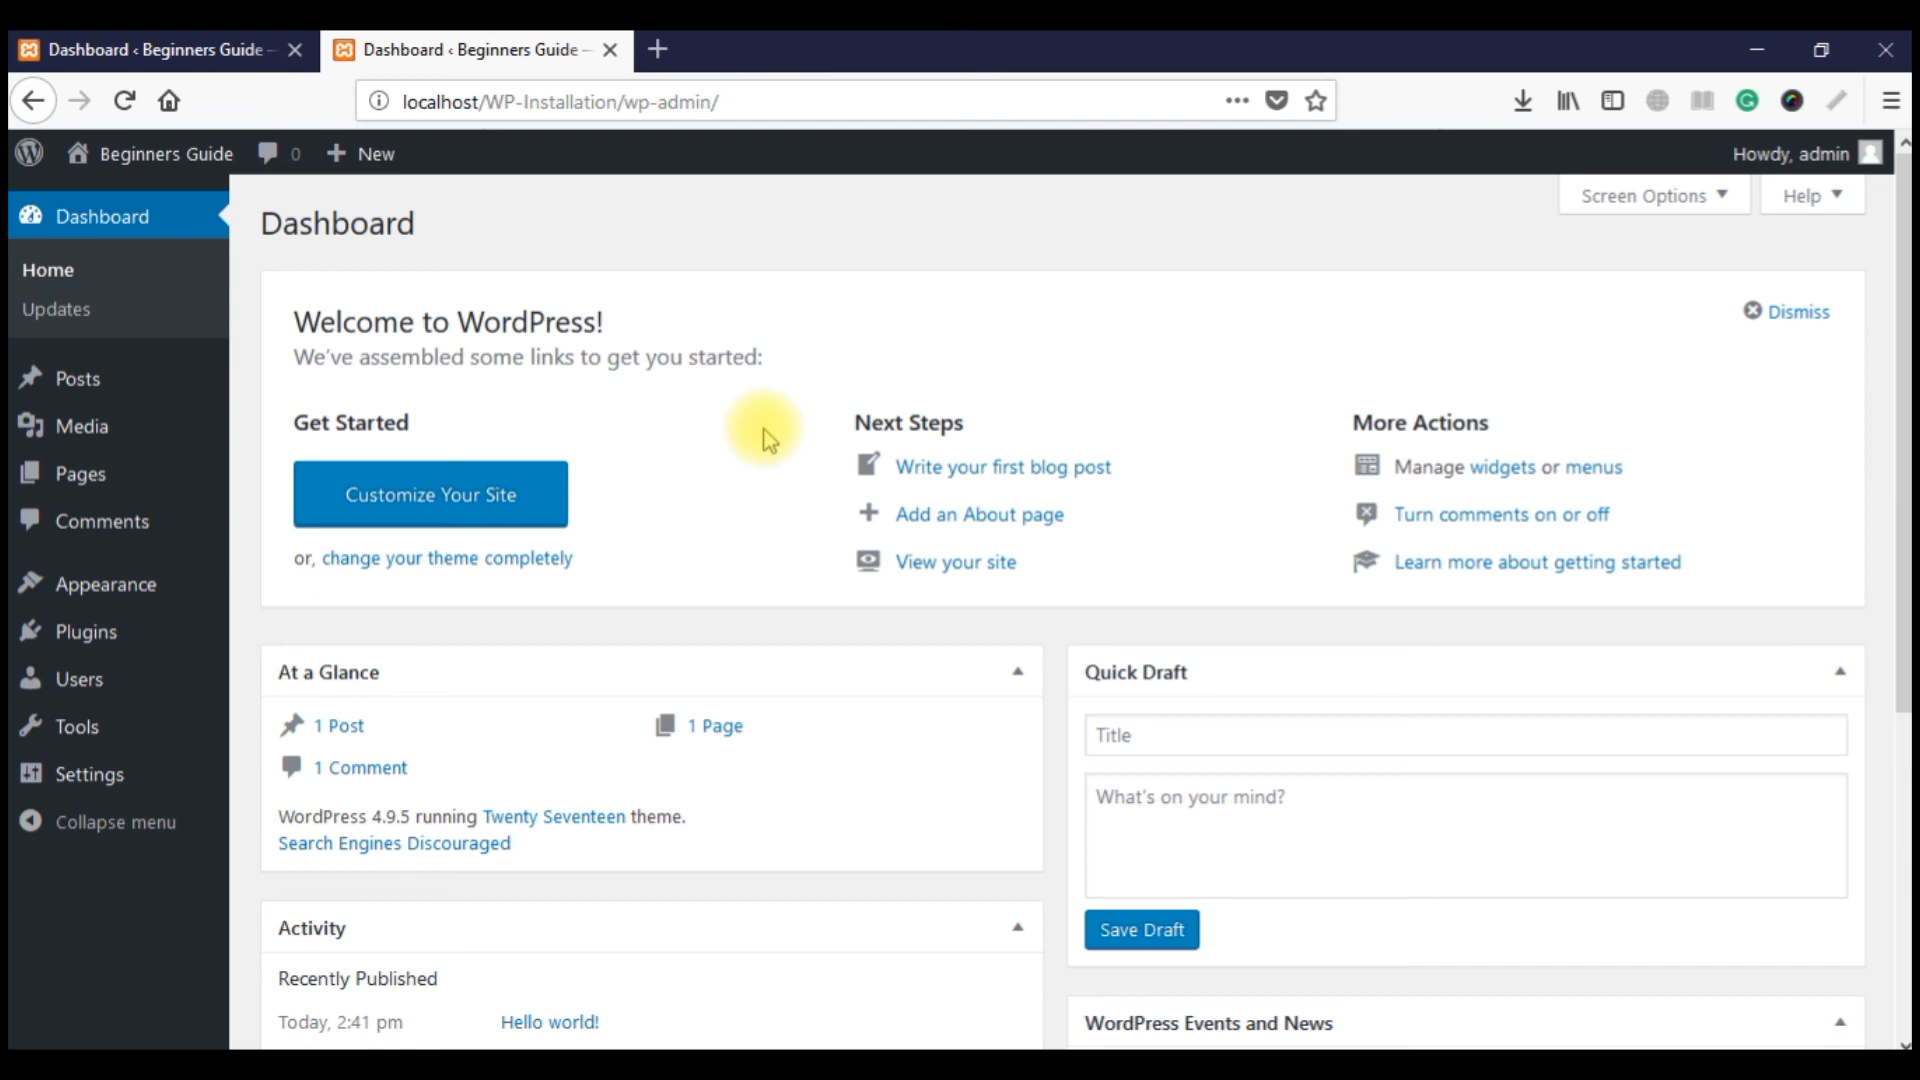 Dashboard ‹ Beginners Guide —
Dashboard ‹ Beginners Guide —
localhost/WP-Installation/wp-admin/
Beginners Guide
0
New
Howdy, admin
Dashboard
Home
Updates
Posts
Media
Pages
Comments
Appearance
Plugins
Users
Tools
Settings
Collapse menu
Screen Options
Help
Dashboard
Welcome to WordPress!
We've assembled some links to get you started:
Dismiss
Get Started
Customize Your Site
or, change your theme completely
Next Steps
Write your first blog post
Add an About page
View your site
More Actions
Manage widgets or menus
Turn comments on or off
Learn more about getting started
At a Glance
1 Post
1 Page
1 Comment
WordPress 4.9.5 running Twenty Seventeen theme.
Search Engines Discouraged
Activity
Recently Published
Today, 2:41 pm
Hello world!
Quick Draft
Title
What's on your mind?
Save Draft
WordPress Events and News